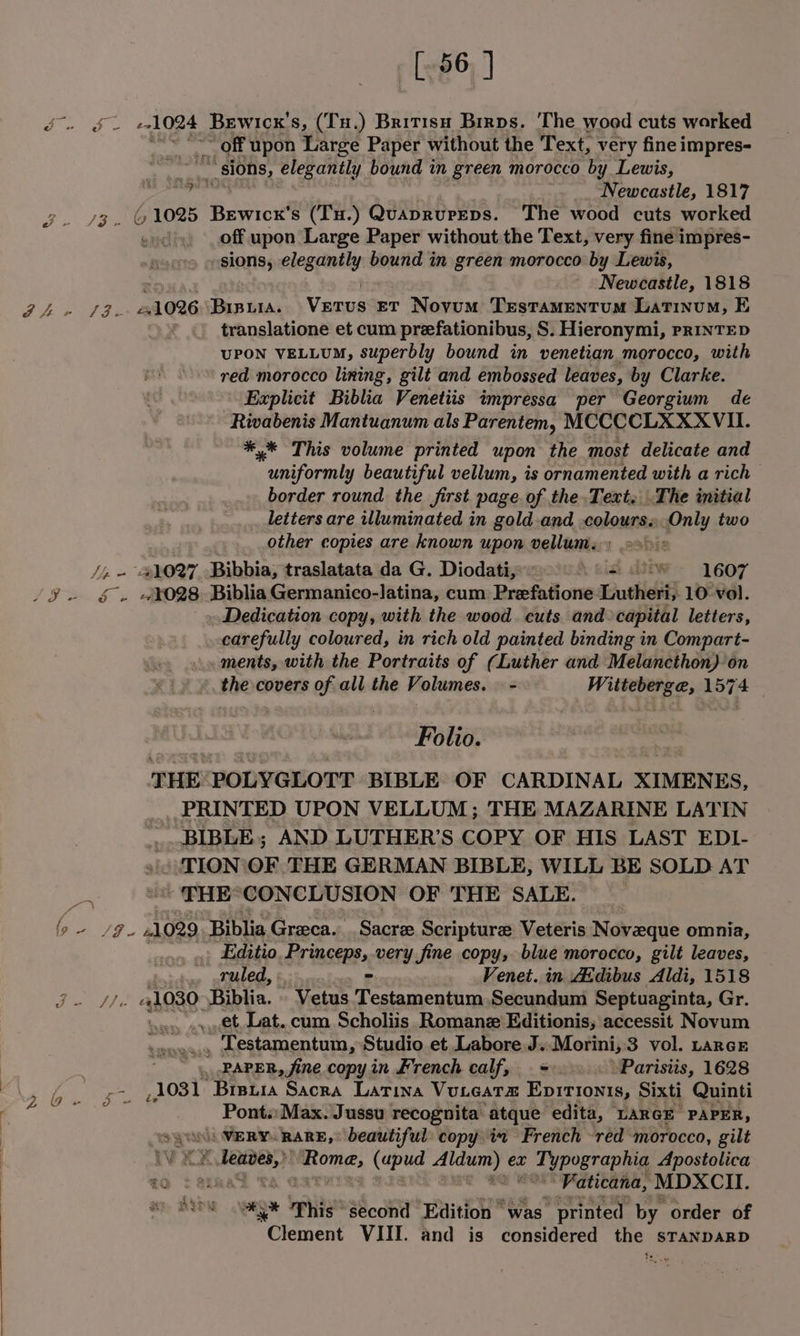 [ 56 ]
5 - 5 - 1024 Bewick's, (Th.) British Birds. The wood cuts worked
off upon Large Paper without the Text, very fine impres-
sions, elegantly bound in green morocco by Lewis,
Newcastle, 1817
3 - 13 - 1025 Bewick's (Th.) Quadrupeds. The wood cuts worked
off upon Large Paper without the Text, very fine impres-
sions, elegantly bound in green morocco by Lewis,
Newcastle, 1818
13 - 1026 Biblia. Vetus et Novum Testamentum Latinum, E
translatione et cum præfationibus, S. Hieronymi, PRINTED
UPON VELLUM, superbly bound in venetian morocco, with
red morocco lining, gilt and embossed leaves, by Clarke.
Explicit Biblia Venetiis impressa per Georgium de
Rivabenis Mantuanum als Parentem, MCCCCLXXXVII.
*** This volume printed upon the most delicate and
uniformly beautiful vellum, is ornamented with a rich
border round the first page of the Text. The initial
letters are illuminated in gold and colours. Only two
other copies are known upon vellum.
1027 Bibbia, traslatata da G. Diodati, - 1607
1028 Biblia Germanico-latina, cum Præfatione Lutheri, 10 vol.
Dedication copy, with the wood cuts and capital letters,
carefully coloured, in rich old painted binding in Compart-
ments, with the Portraits of (Luther and Melancthon) on
the covers of all the Volumes. - Witteberge, 1574
Folio.
THE POLYGLOTT BIBLE OF CARDINAL XIMENES,
PRINTED UPON VELLUM; THE MAZARINE LATIN
BIBLE; AND LUTHER'S COPY OF HIS LAST EDI-
TION OF THE GERMAN BIBLE, WILL BE SOLD AT
THE CONCLUSION OF THE SALE.
1029 Biblia Græca. Sacræ Scripturæ Veteris Novæque omnia,
Editio Princeps, very fine copy, blue morocco, gilt leaves,
ruled, - Venet. in Ædibus Aldi, 1518
3 - 11 - 1030 Biblia. Vetus Testamentum Secundum Septuaginta, Gr.
et Lat. cum Scholiis Romanæ Editionis, accessit Novum
Testamentum, Studio et Labore J. Morini, 3 vol. LARGE
PAPER, fine copy in French calf, - Parisiis, 1628
26 - 5 - 1031 Biblia Sacra Latina Vulgatæ Editionis, Sixti Quinti
Pont. Max. Jussu recognita atque edita, LARGE PAPER,
VERY RARE, beautiful copy in French red morocco, gilt
leaves, Romæ, (apud Aldum) ex Typographia Apostolica
Vaticana, MDXCII.
*** This second Edition was printed by order of
Clement VIII. and is considered the STANDARD